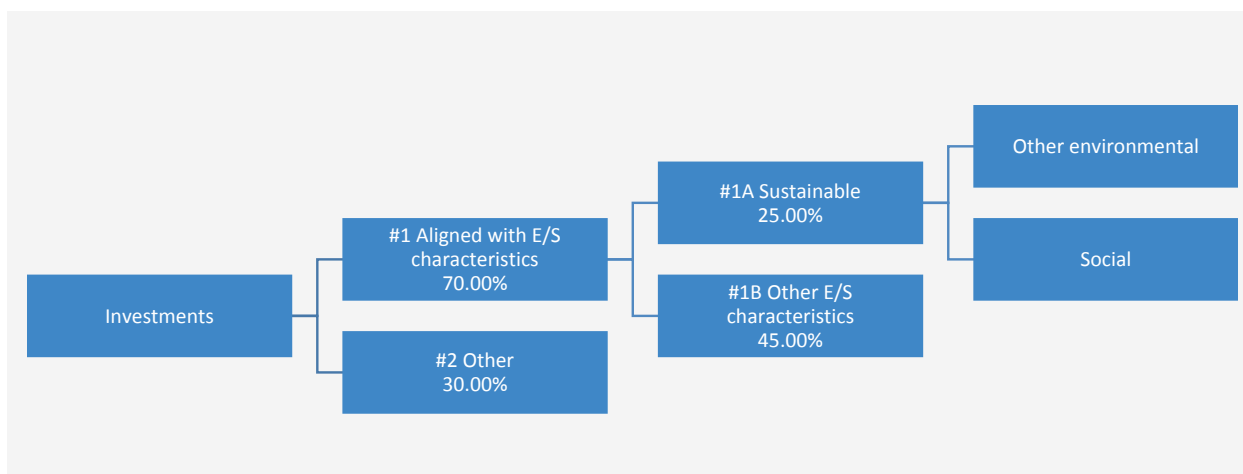 Investments
#1 Aligned with E/S
characteristics
70.00%
#2 Other
30.00%
#1A Sustainable
25.00%
#1B Other E/S
characteristics
45.00%
Other environmental
Social